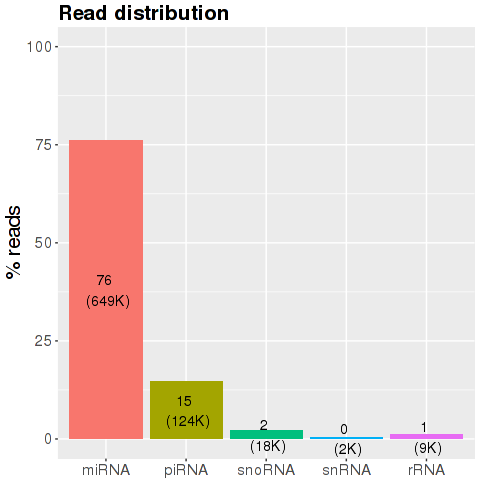 Read distribution
% reads
100
75
50
25
0
76
(649K)
15
(124K)
2
(18K)
0
(2K)
1
(9K)
miRNA piRNA snoRNA snRNA rRNA